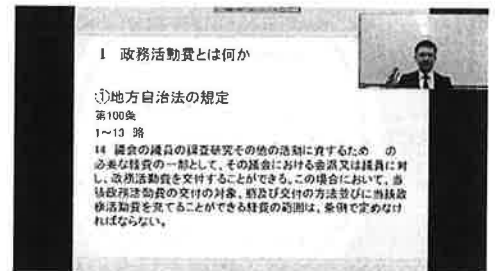 1 政務活動費とは何か
①地方自治法の規定
第100条
1～13 略
14 議会の議員の調査研究その他の活動に資するため の
必要な経費の一部として、その議会における会派又は議員に対
し、政務活動費を交付することができる。この場合において、当
該政務活動費の交付の対象、額及び交付の方法並びに当該政
務活動費を充てることができる経費の範囲は、条例で定めなけ
ればならない。